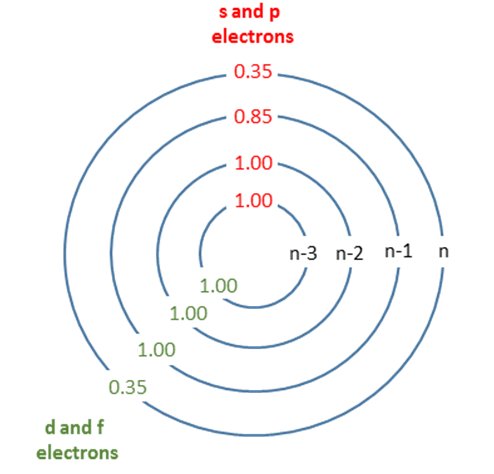 s and p
electrons
0.35
0.85
1.00
1.00
n-3 n-2 n-1 n
1.00
1.00
1.00
0.35
d and f
electrons